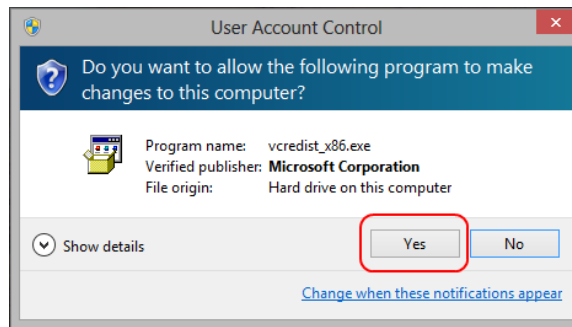 User Account Control
Do you want to allow the following program to make
changes to this computer?
Program name: vcredist_x86.exe
Verified publisher: Microsoft Corporation
File origin: Hard drive on this computer
Show details
Yes No
Change when these notifications appear